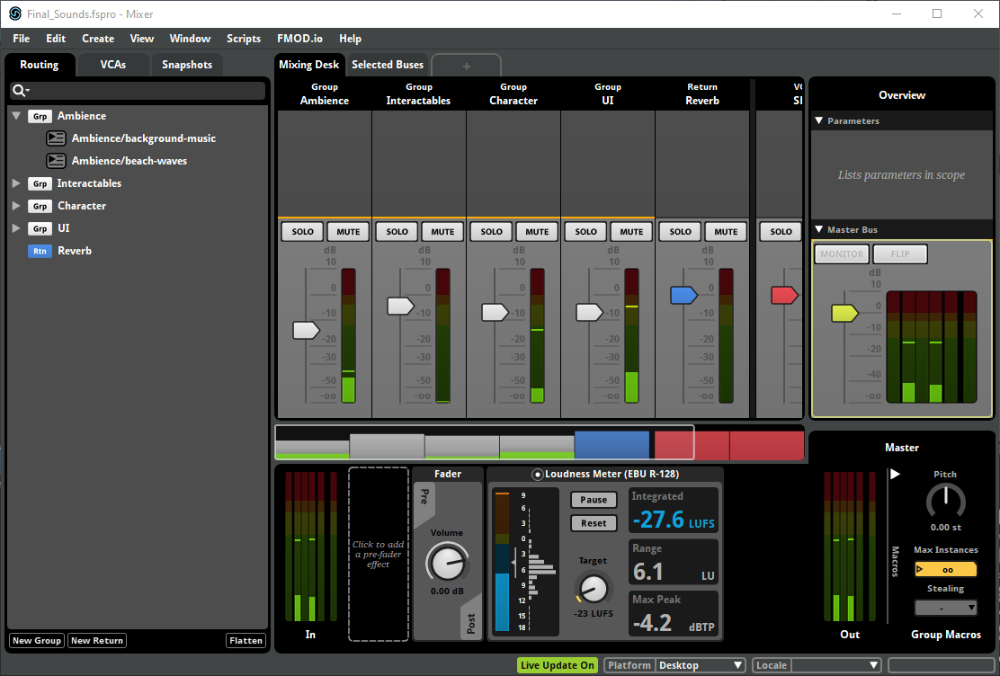 Final_Sounds.fspro - Mixer
File Edit Create View Window Scripts FMOD.io Help
Routing VCAs Snapshots
Mixing Desk Selected Buses +
Grp Ambience
Ambience/background-music
Ambience/beach-waves
Grp Interactables
Grp Character
Grp UI
Rtn Reverb
New Group New Return Flatten
Group Group Group Group Return VC
Ambience Interactables Character UI Reverb Sl
SOLO MUTE SOLO MUTE SOLO MUTE SOLO MUTE SOLO MUTE SOLO
dB dB dB dB dB
10 10 10 10 10
0 0 0 0 0
-10 -10 -10 -10 -10
-20 -20 -20 -20 -20
-30 -30 -30 -30 -30
-50 -50 -50 -50 -50
-oo -oo -oo -oo -oo
Overview
Parameters
Lists parameters in scope
Master Bus
MONITOR FLIP
dB
10
0
-10
-20
-40
-oo
In
Click to add
a pre-fader
effect
Fader
Pre
Volume
0.00 dB
Post
Loudness Meter (EBU R-128)
9
6
3
0
3
6
9
12
15
18
Pause
Reset
Target
-23 LUFS
Integrated
-27.6 LUFS
Range
6.1 LU
Max Peak
-4.2 dBTP
Master
Out
Macros
Pitch
0.00 st
Max Instances
oo
Stealing
-
Group Macros
Live Update On Platform Desktop Locale